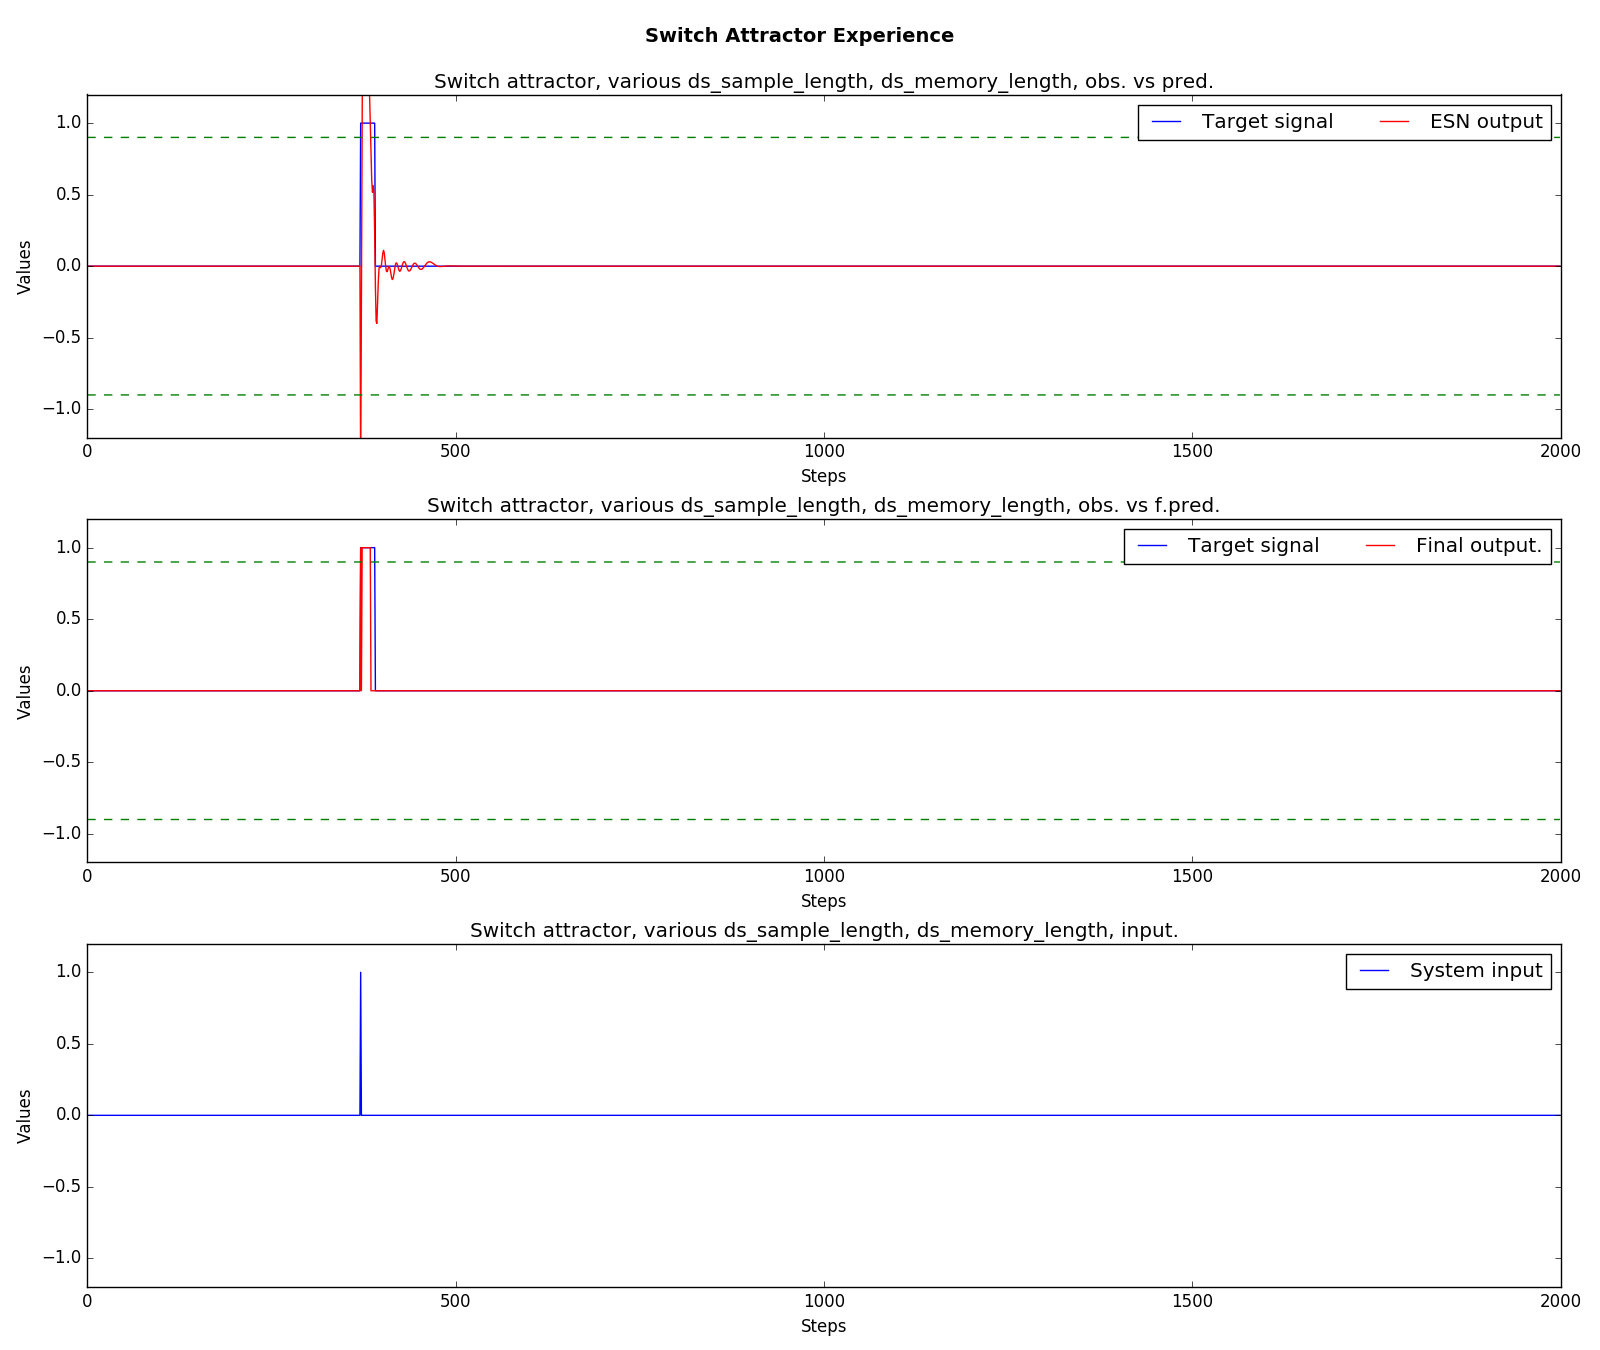 Switch Attractor Experience
Switch attractor, various ds_sample_length, ds_memory_length, obs. vs pred.
Target signal ESN output
1.0
0.5
0.0
−0.5
−1.0
Values
0 500 1000 1500 2000
Steps
Switch attractor, various ds_sample_length, ds_memory_length, obs. vs f.pred.
Target signal Final output.
1.0
0.5
0.0
−0.5
−1.0
Values
0 500 1000 1500 2000
Steps
Switch attractor, various ds_sample_length, ds_memory_length, input.
System input
1.0
0.5
0.0
−0.5
−1.0
Values
0 500 1000 1500 2000
Steps